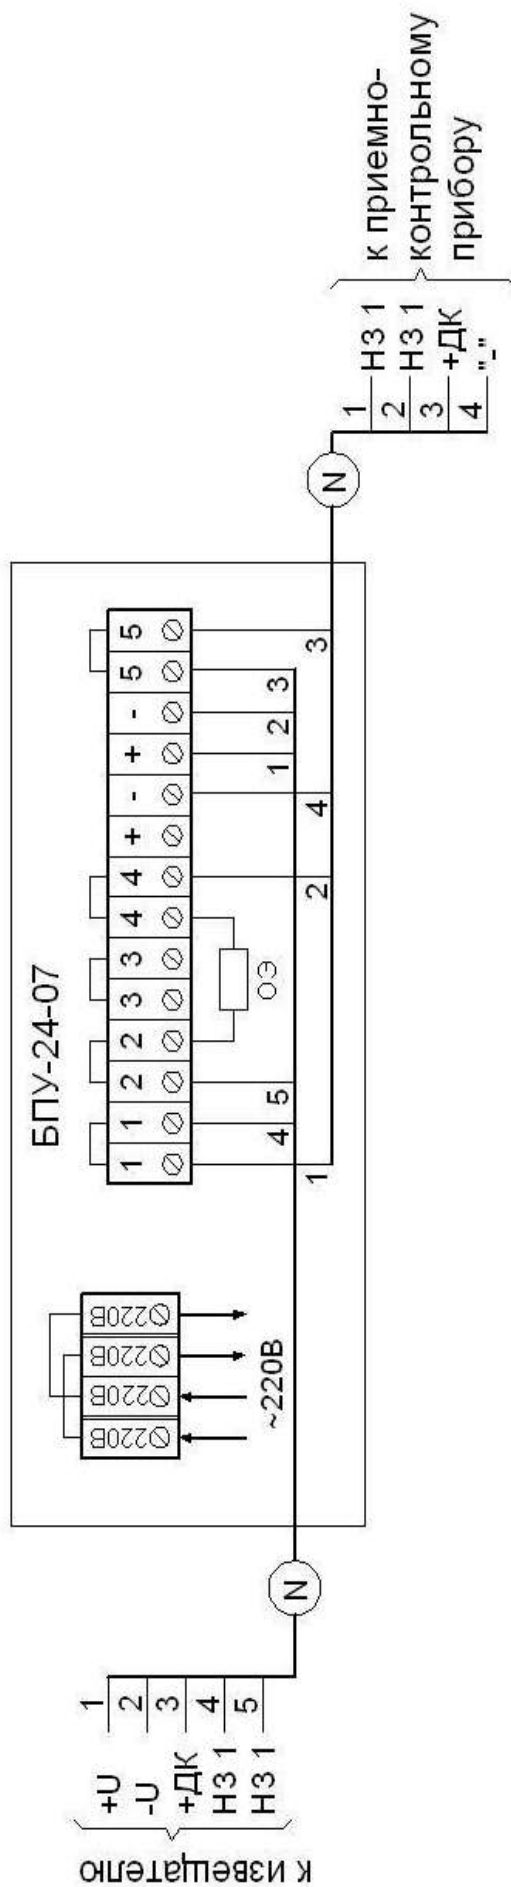 БПУ-24-07
220В 220В 220В 220В
~220В
1 1 2 2 3 3 4 4 + - + - 5 5
ОЭ
4 5 1 2 3
1 2 4 3
N
N
К извещателю
1 +U
2 -U
3 +ДК
4 НЗ 1
5 НЗ 1
1 НЗ 1
2 НЗ 1
3 +ДК
4 "-"
к приемно-
контрольному
прибору